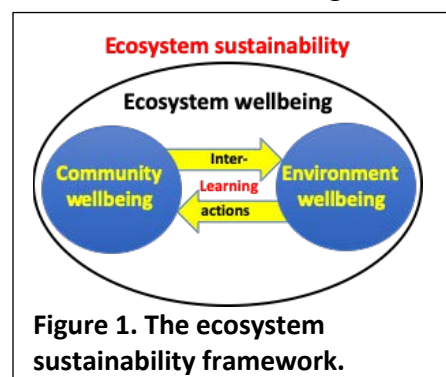 Ecosystem sustainability
Ecosystem wellbeing
Community
wellbeing
Inter-
Learning
actions
Environment
wellbeing
Figure 1. The ecosystem
sustainability framework.